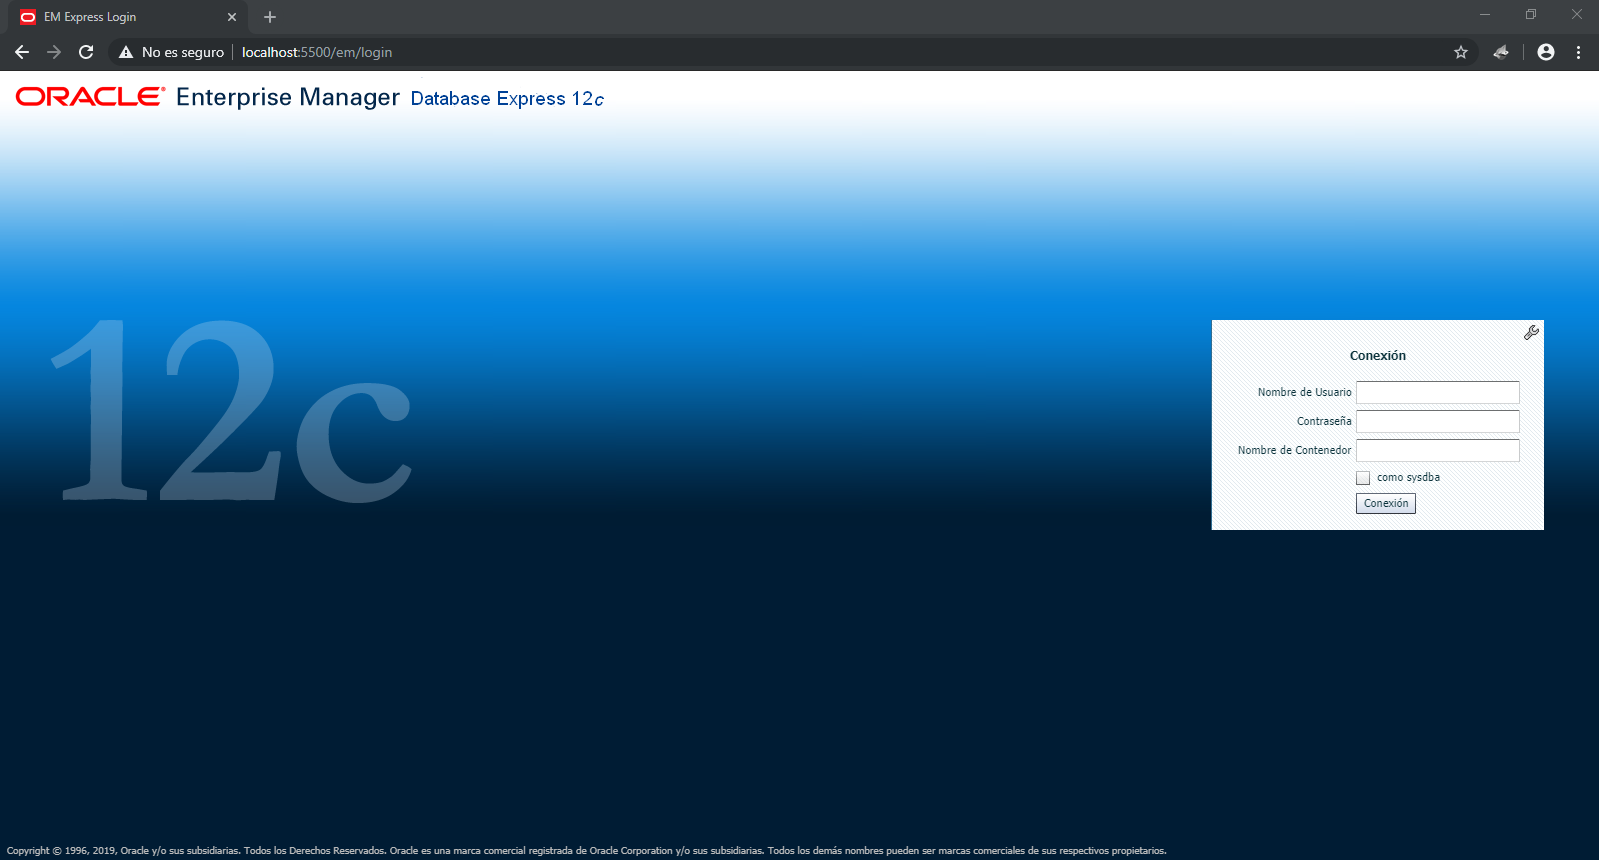 EM Express Login
No es seguro localhost:5500/em/login
ORACLE® Enterprise Manager Database Express 12c
12c
Conexión
Nombre de Usuario
Contraseña
Nombre de Contenedor
como sysdba
Conexión
Copyright © 1996, 2019, Oracle y/o sus subsidiarias. Todos los Derechos Reservados. Oracle es una marca comercial registrada de Oracle Corporation y/o sus subsidiarias. Todos los demás nombres pueden ser marcas comerciales de sus respectivos propietarios.